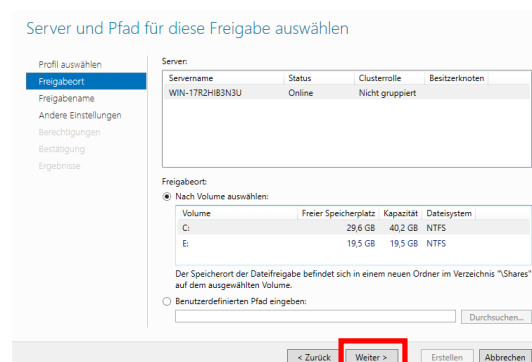 Server und Pfad für diese Freigabe auswählen
Profil auswählen
Freigabeort
Freigabename
Andere Einstellungen
Berechtigungen
Bestätigung
Ergebnisse
Server:
Servername Status Clusterrolle Besitzerknoten
WIN-17R2HIB3N3U Online Nicht gruppiert
Freigabeort:
Nach Volume auswählen:
Volume Freier Speicherplatz Kapazität Dateisystem
C: 29,6 GB 40,2 GB NTFS
E: 19,5 GB 19,5 GB NTFS
Der Speicherort der Dateifreigabe befindet sich in einem neuen Ordner im Verzeichnis "\Shares"
auf dem ausgewählten Volume.
Benutzerdefinierten Pfad eingeben:
Durchsuchen...
< Zurück Weiter > Erstellen Abbrechen